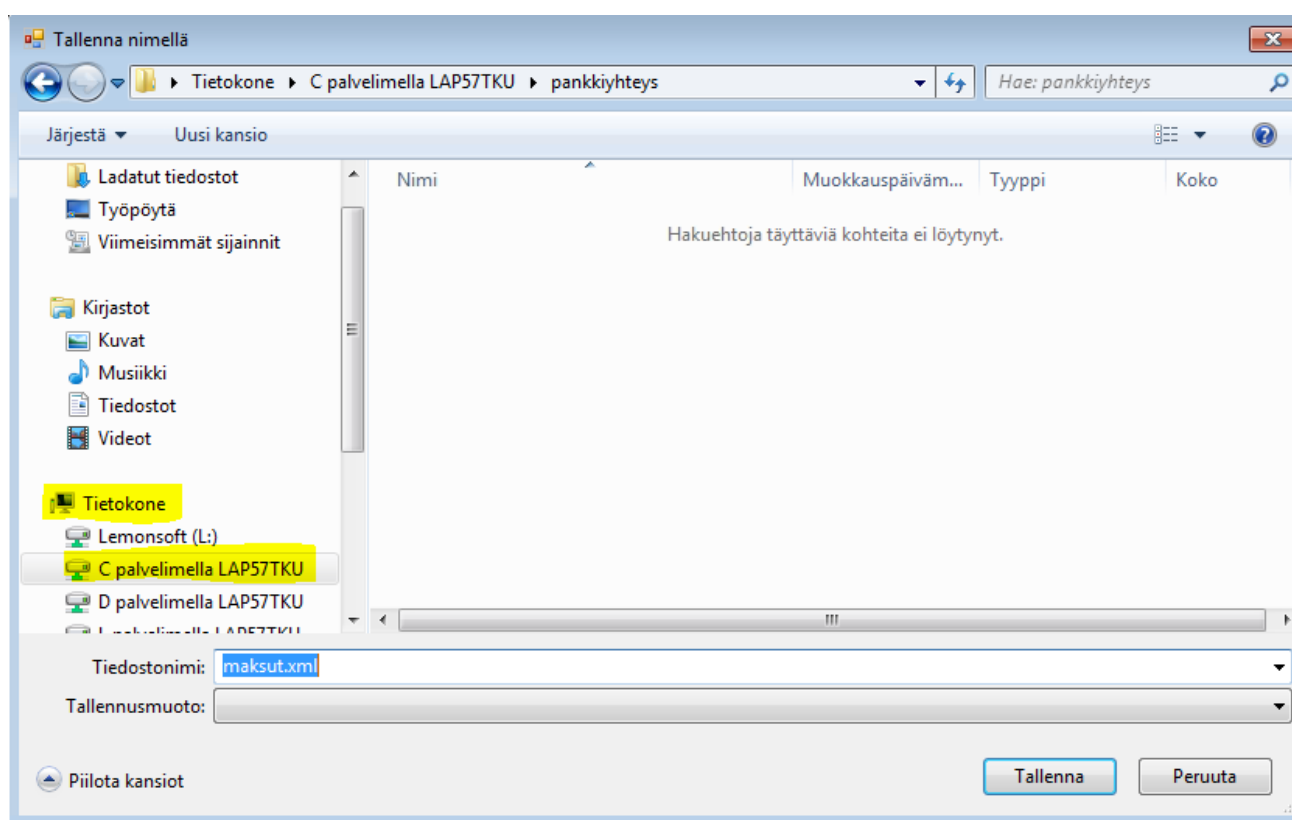 Tallenna nimellä
Tietokone C palvelimella LAP57TKU pankkiyhteys Hae: pankkiyhteys
Järjestä Uusi kansio
Ladatut tiedostot
Työpöytä
Viimeisimmät sijainnit
Kirjastot
Kuvat
Musiikki
Tiedostot
Videot
Tietokone
Lemonsoft (L:)
C palvelimella LAP57TKU
D palvelimella LAP57TKU
Nimi Muokkauspäiväm... Tyyppi Koko
Hakuehtoja täyttäviä kohteita ei löytynyt.
Tiedostonimi: maksut.xml
Tallennusmuoto:
Piilota kansiot Tallenna Peruuta